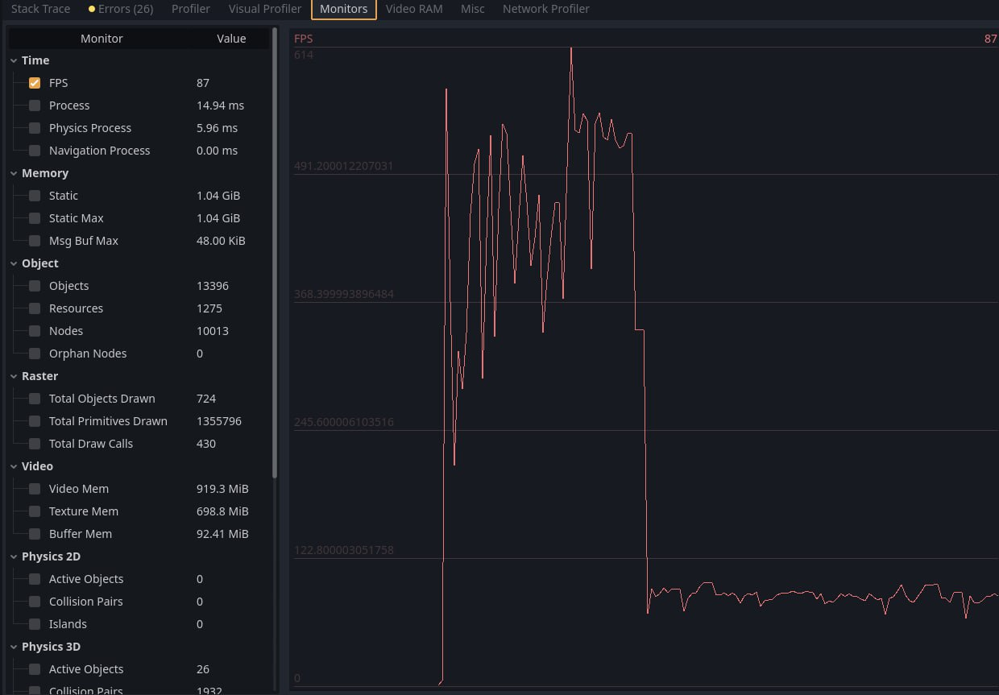 Stack Trace Errors (26) Profiler Visual Profiler Monitors Video RAM Misc Network Profiler
Monitor Value
Time
FPS 87
Process 14.94 ms
Physics Process 5.96 ms
Navigation Process 0.00 ms
Memory
Static 1.04 GiB
Static Max 1.04 GiB
Msg Buf Max 48.00 KiB
Object
Objects 13396
Resources 1275
Nodes 10013
Orphan Nodes 0
Raster
Total Objects Drawn 724
Total Primitives Drawn 1355796
Total Draw Calls 430
Video
Video Mem 919.3 MiB
Texture Mem 698.8 MiB
Buffer Mem 92.41 MiB
Physics 2D
Active Objects 0
Collision Pairs 0
Islands 0
Physics 3D
Active Objects 26
Collision Pairs 1932
FPS 87
614
491.200012207031
368.399993896484
245.600006103516
122.800003051758
0